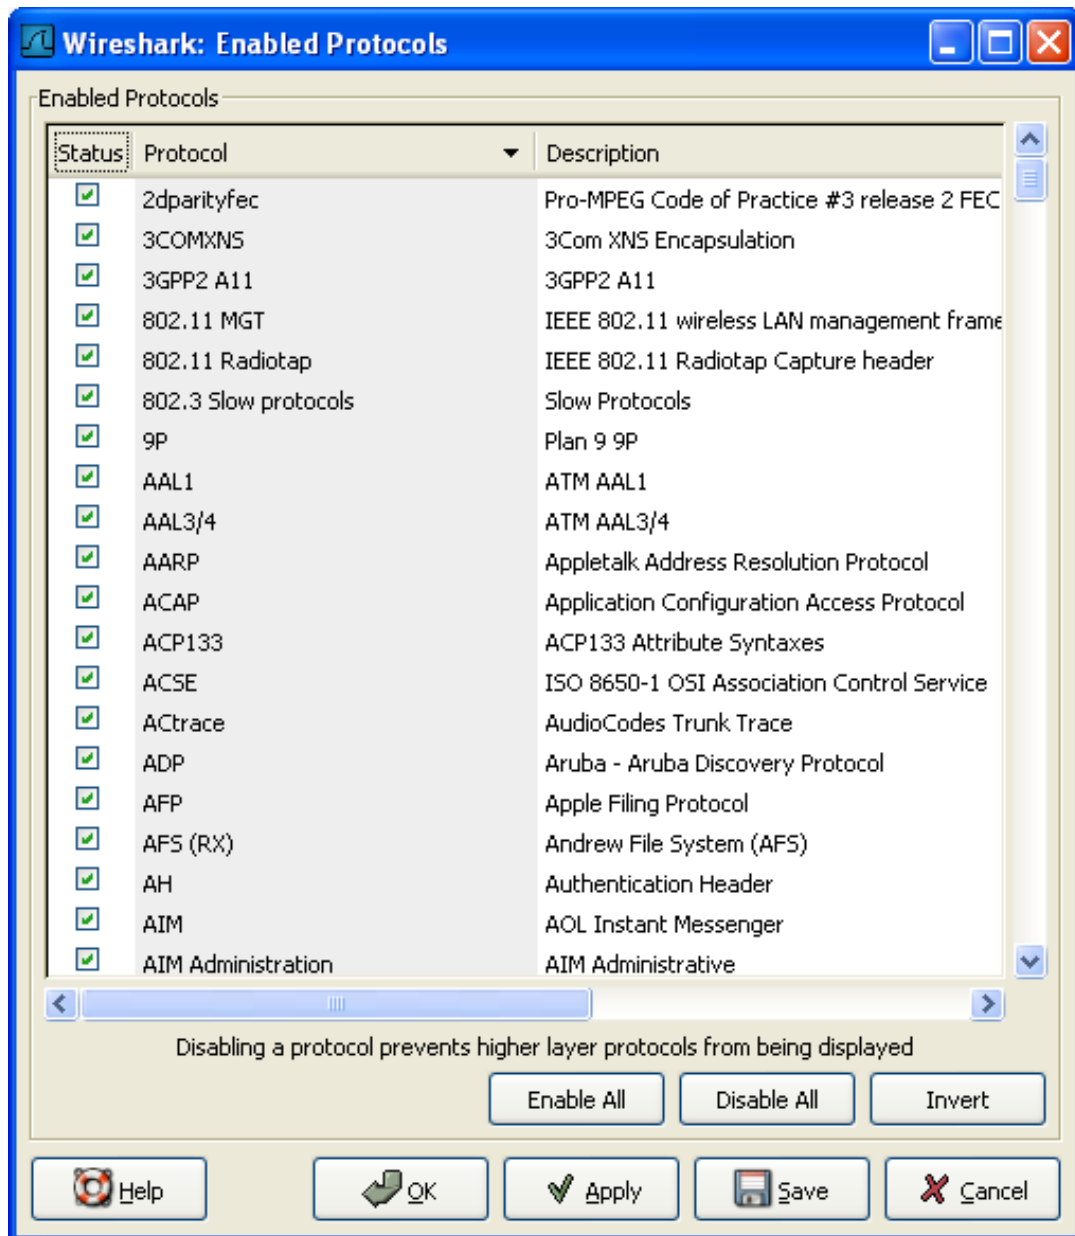 Wireshark: Enabled Protocols
Enabled Protocols
Status Protocol Description
2dparityfec Pro-MPEG Code of Practice #3 release 2 FEC
3COMXNS 3Com XNS Encapsulation
3GPP2 A11 3GPP2 A11
802.11 MGT IEEE 802.11 wireless LAN management frame
802.11 Radiotap IEEE 802.11 Radiotap Capture header
802.3 Slow protocols Slow Protocols
9P Plan 9 9P
AAL1 ATM AAL1
AAL3/4 ATM AAL3/4
AARP Appletalk Address Resolution Protocol
ACAP Application Configuration Access Protocol
ACP133 ACP133 Attribute Syntaxes
ACSE ISO 8650-1 OSI Association Control Service
ACtrace AudioCodes Trunk Trace
ADP Aruba - Aruba Discovery Protocol
AFP Apple Filing Protocol
AFS (RX) Andrew File System (AFS)
AH Authentication Header
AIM AOL Instant Messenger
AIM Administration AIM Administrative
Disabling a protocol prevents higher layer protocols from being displayed
Enable All Disable All Invert
Help OK Apply Save Cancel